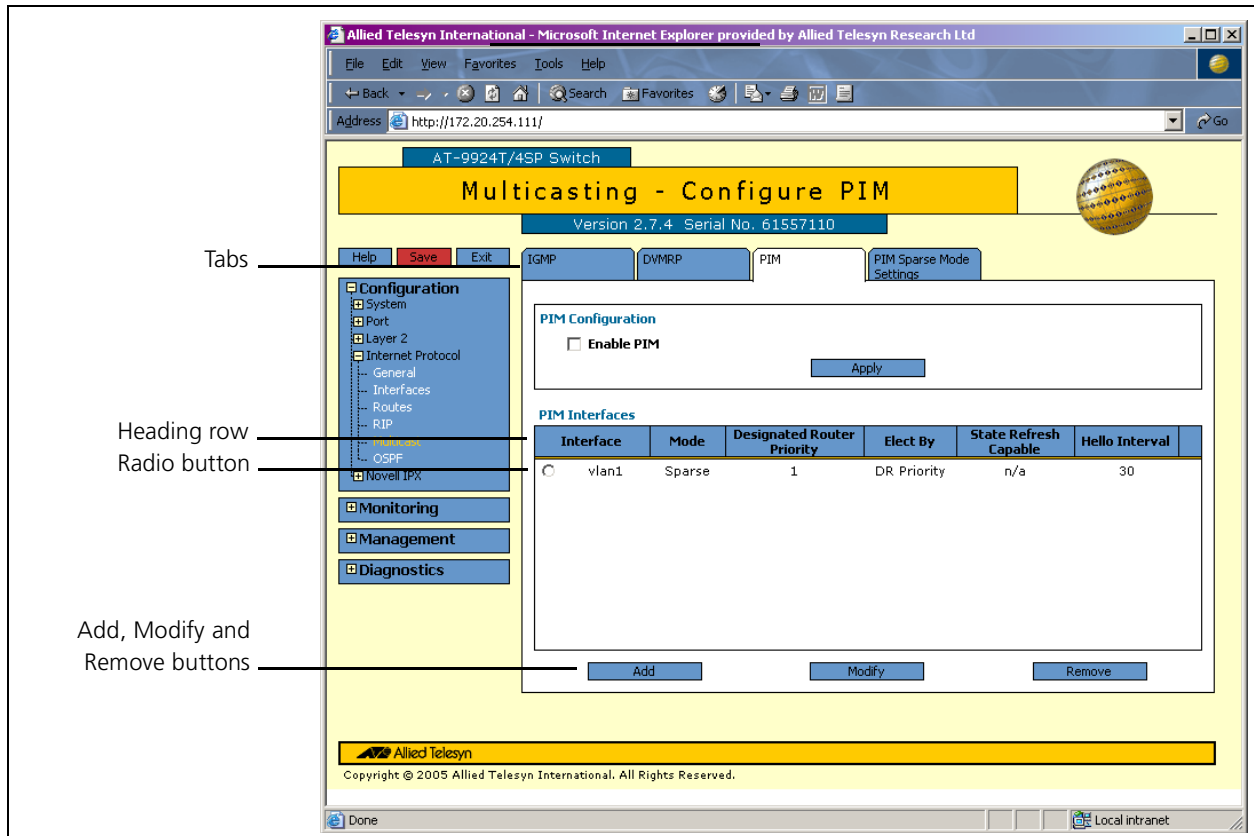 Allied Telesyn International - Microsoft Internet Explorer provided by Allied Telesyn Research Ltd
File Edit View Favorites Tools Help
Back Search Favorites
Address http://172.20.254.111/ Go
AT-9924T/4SP Switch
Multicasting - Configure PIM
Version 2.7.4 Serial No. 61557110
Tabs
Help Save Exit
IGMP DVMRP PIM PIM Sparse Mode
Settings
Configuration
System
Port
Layer 2
Internet Protocol
General
Interfaces
Routes
RIP
Multicast
OSPF
Novell IPX
Monitoring
Management
Diagnostics
PIM Configuration
Enable PIM
Apply
PIM Interfaces
Heading row
Interface Mode Designated Router Priority Elect By State Refresh Capable Hello Interval
Radio button
vlan1 Sparse 1 DR Priority n/a 30
Add, Modify and
Remove buttons
Add Modify Remove
Allied Telesyn
Copyright © 2005 Allied Telesyn International. All Rights Reserved.
Done Local intranet